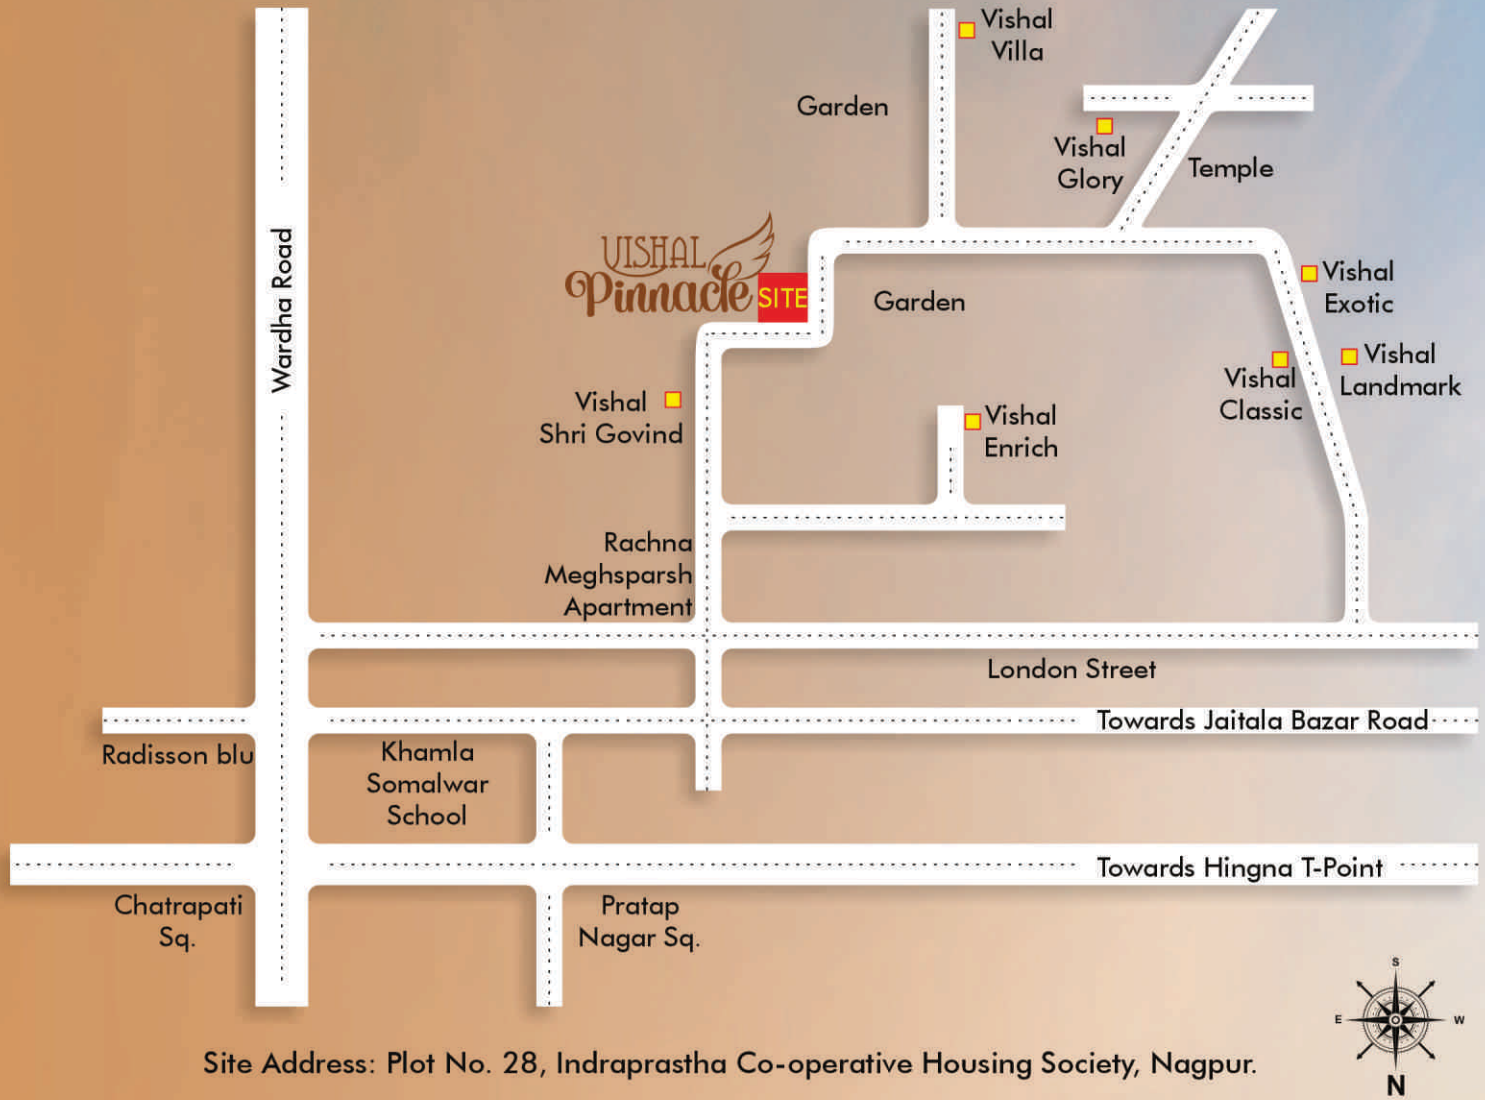 Vishal
Villa
Garden
Vishal
Glory
Temple
Wardha Road
VISHAL
Pinnacle
SITE
Garden
Vishal
Exotic
Vishal
Landmark
Vishal
Classic
Vishal
Shri Govind
Vishal
Enrich
Rachna
Meghsparsh
Apartment
London Street
Towards Jaitala Bazar Road
Radisson blu
Khamla
Somalwar
School
Towards Hingna T-Point
Chatrapati
Sq.
Pratap
Nagar Sq.
S
E
W
N
Site Address: Plot No. 28, Indraprastha Co-operative Housing Society, Nagpur.